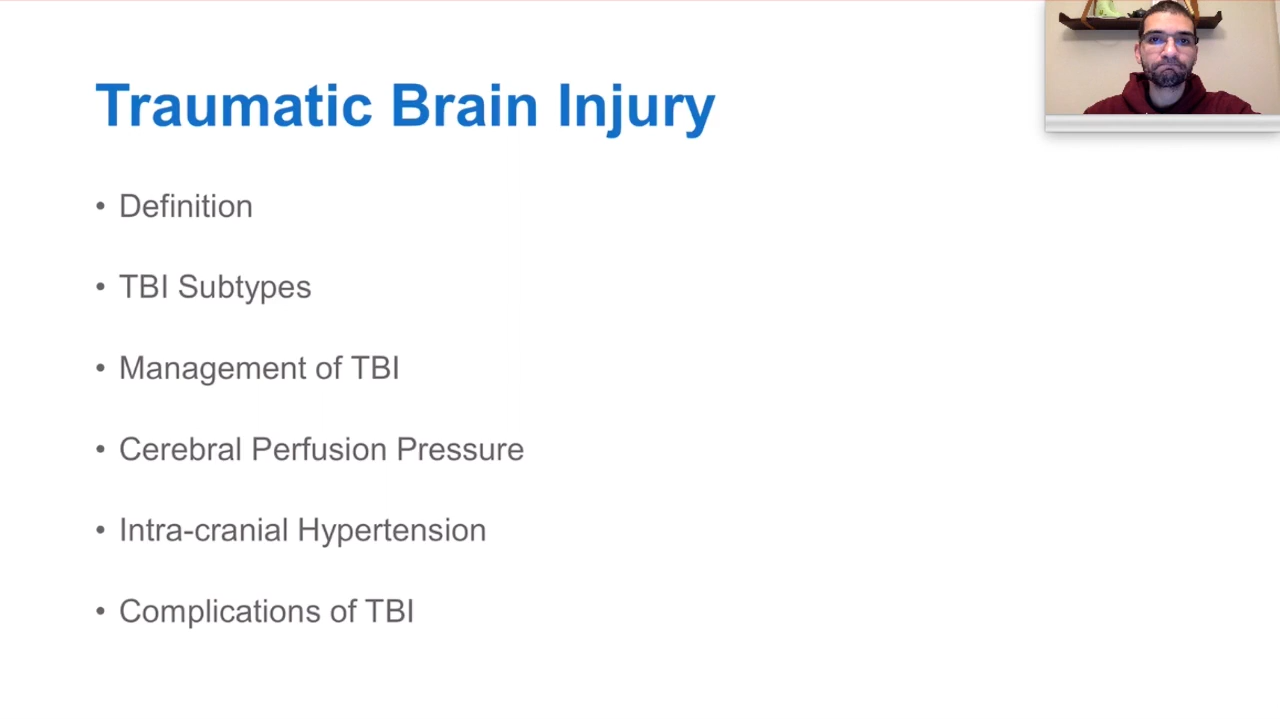 Traumatic Brain Injury
• Definition
• TBI Subtypes
• Management of TBI
• Cerebral Perfusion Pressure
• Intra-cranial Hypertension
• Complications of TBI